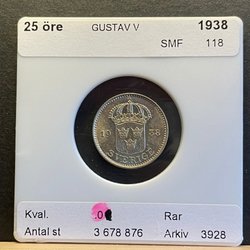 25 öre GUSTAV V 1938
SMF 118
19 38
SVERIGE
Kval. Rar
Antal st 3 678 876 Arkiv 3928